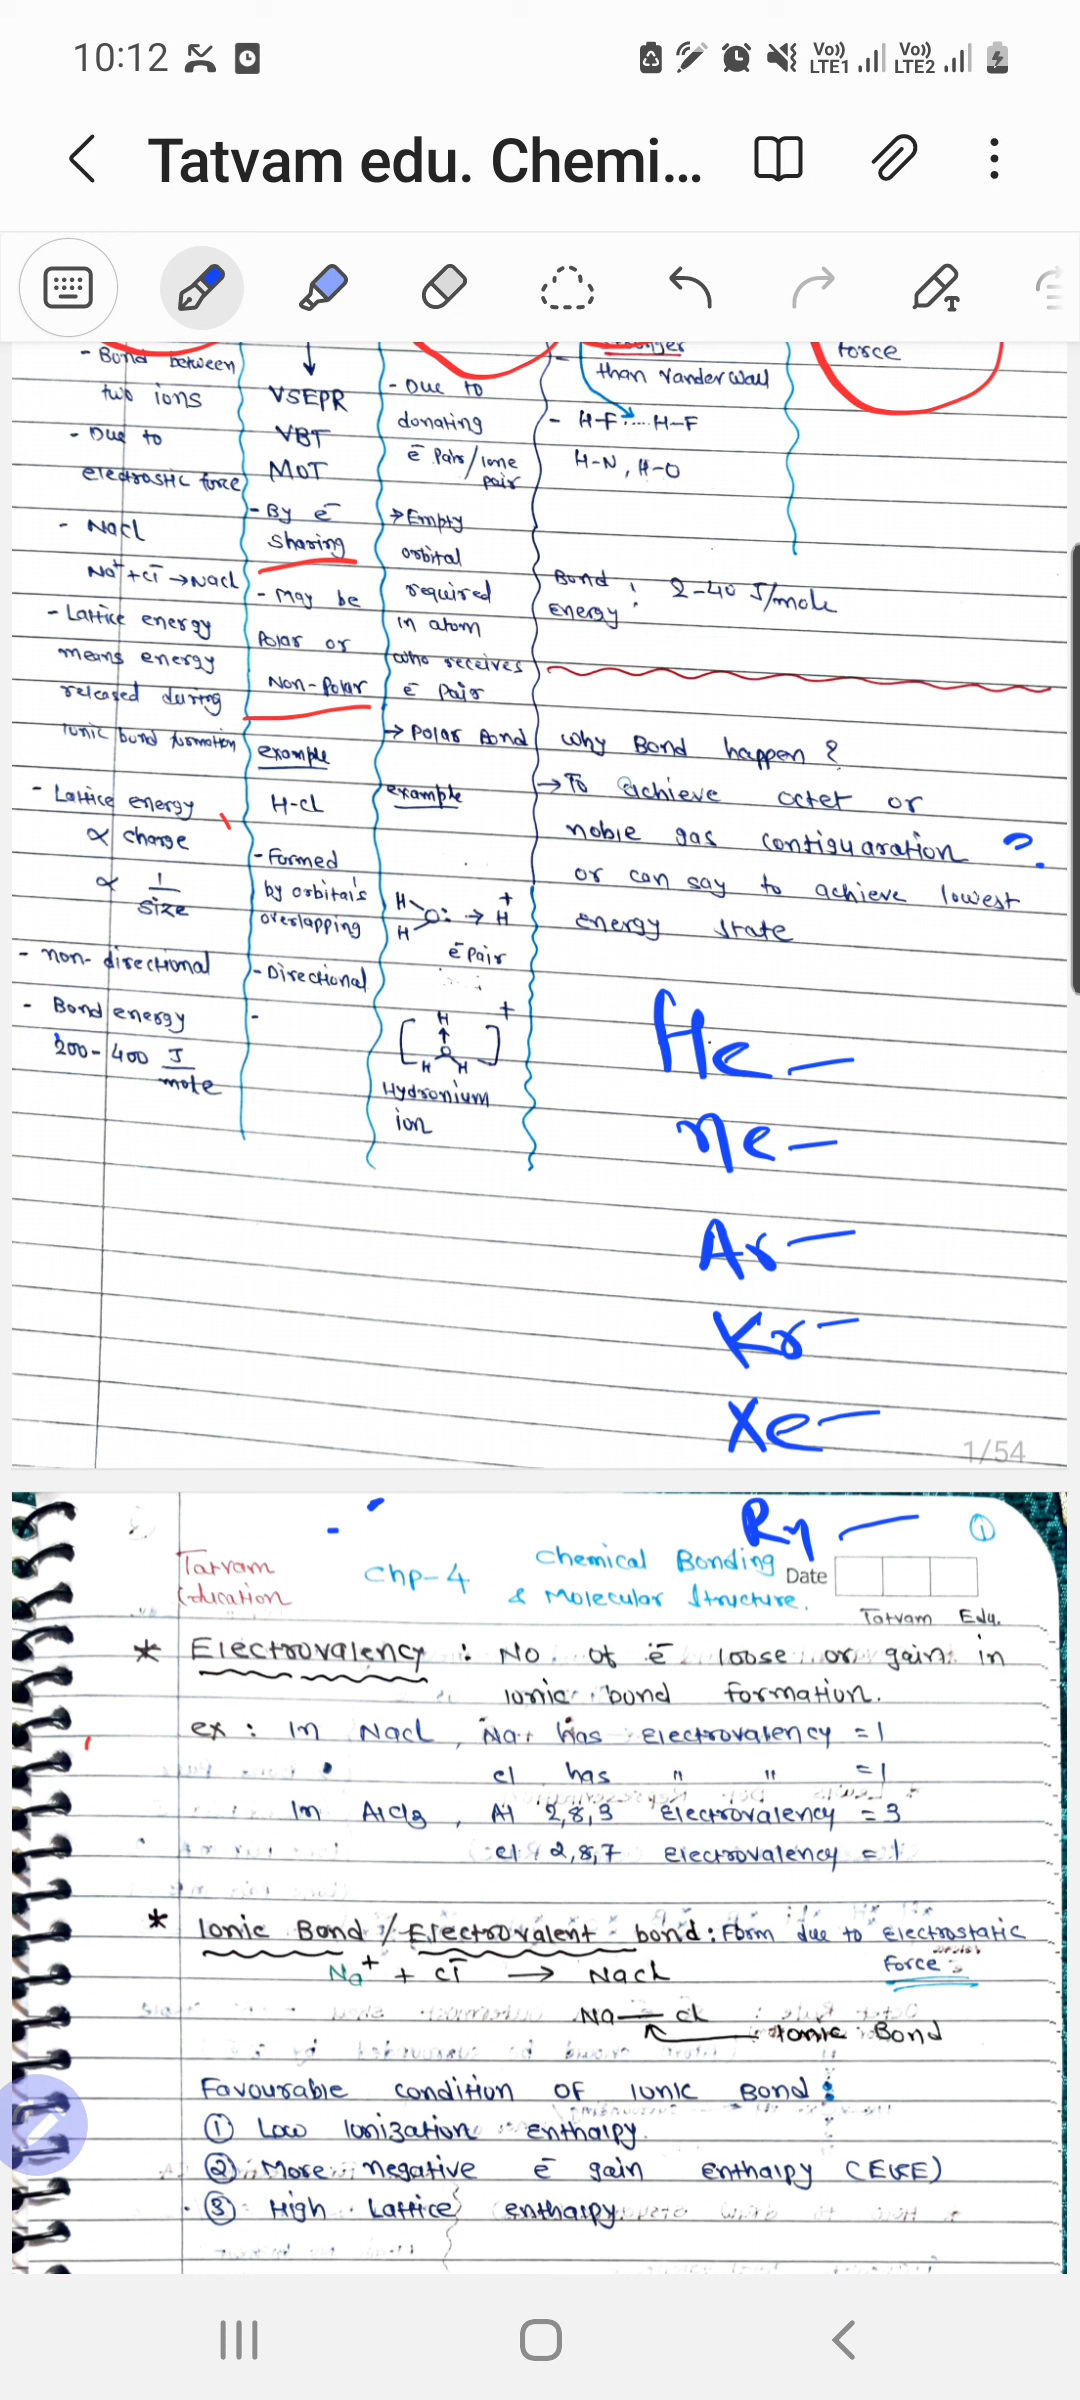 10:12
Vo)) LTE1 Vo)) LTE2
Tatvam edu. Chemi...
- Bond between
two ions
- Due to
electrostic force
- Nacl
Na⁺ + cl⁻ → Nacl
- Lattice energy
means energy
released during
ionic bond formation
- Lattice energy
∝ charge
∝ 1/size
- non-directional
- Bond energy
200-400 J/mole
↓
VSEPR
VBT
MOT
- By e⁻
sharing
- May be
Polar or
Non-Polar
example
H-cl
- Formed
by orbitals
overlapping
- Directional
-
- Due to
donating
e⁻ Pair/lone
pair
→ Empty
orbital
required
in atom
who receives
e⁻ pair
→ Polar Bond
example
H
O: → H⁺
H
e⁻ pair
[H ↑ O H H]⁺
Hydronium
ion
than Vander wall
- H-F....H-F
H-N, H-O
force
Bond Energy : 2-40 J/mole
why Bond happen ?
→ To achieve octet or
noble gas configuaration ?
or can say to achieve lowest
energy state
He -
ne -
Ar -
Kr -
Xe -
1/54
Rn -
1
Tatvam
Education
Chp-4
Chemical Bonding
& Molecular Structure.
Date
Tatvam Edu.
* Electrovalency : No. of e⁻ loose or gain in
ionic bond formation.
ex : In Nacl, Na has Electrovalency = 1
cl has " " = 1
In Alcl₃, Al 2,8,3 Electrovalency = 3
cl 2,8,7 Electrovalency = 1
* Ionic Bond / Electrovalent bond : Form due to Electrostatic
Force
Na⁺ + cl⁻ → Nacl
Na — cl
Ionic Bond
Favourable condition OF Ionic Bond :
① Low Ionization enthalpy.
② More negative e⁻ gain enthalpy (EGE)
③ High Lattice enthalpy.